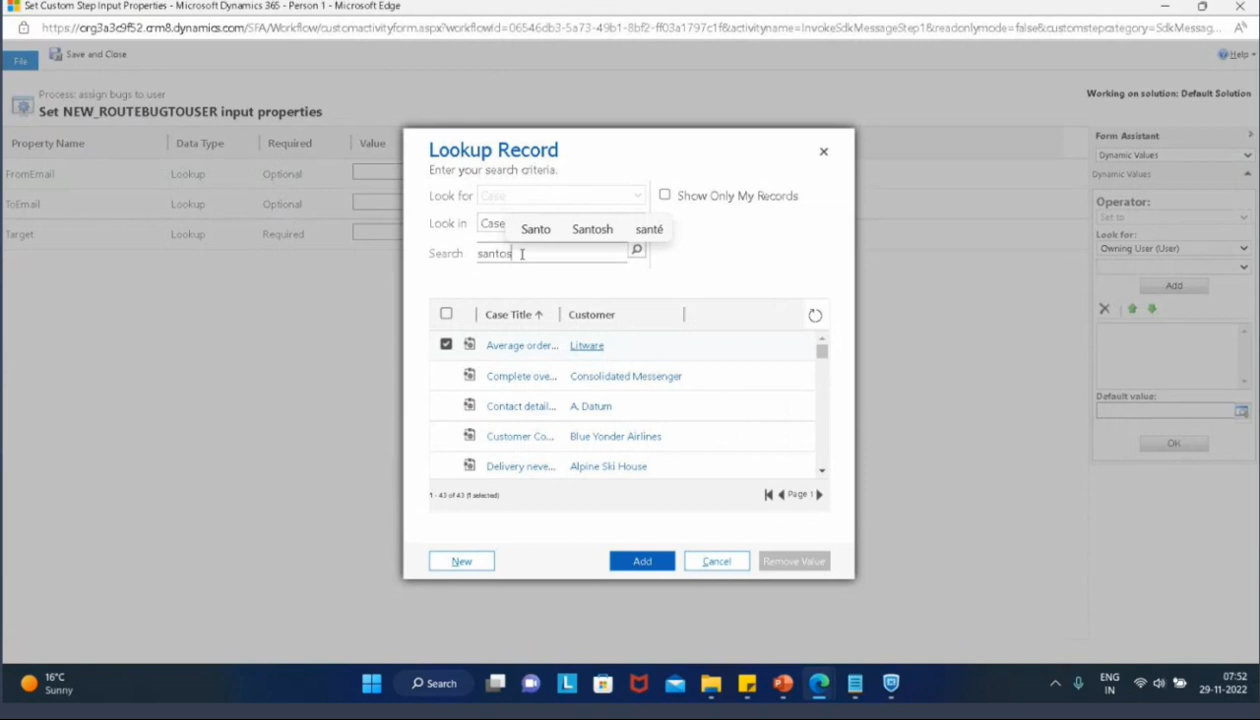 Set Custom Step Input Properties - Microsoft Dynamics 365 - Person 1 - Microsoft Edge
https://org3a3c9f52.crm8.dynamics.com/SFA/Workflow/customactivityform.aspx?workflowid=06546db3-5a73-49b1-8bf2-ff03a1797c1f&activityname=InvokeSdkMessageStep1&readonlymode=false&customstepcategory=SdkMessag...
File
Save and Close
Help
Process: assign bugs to user
Set NEW_ROUTEBUGTOUSER input properties
Working on solution: Default Solution
Property Name Data Type Required Value
FromEmail Lookup Optional
ToEmail Lookup Optional
Target Lookup Required
Lookup Record
Enter your search criteria.
Look for Case
Show Only My Records
Look in Case
Santo Santosh santé
Search santos
Case Title Customer
Average order... Litware
Complete ove... Consolidated Messenger
Contact detail... A. Datum
Customer Co... Blue Yonder Airlines
Delivery neve... Alpine Ski House
1 - 43 of 43 (1 selected)
Page 1
New Add Cancel Remove Value
Form Assistant
Dynamic Values
Dynamic Values
Operator:
Set to
Look for:
Owning User (User)
Add
Default value:
OK
16°C
Sunny
Search
ENG
IN
07:52
29-11-2022